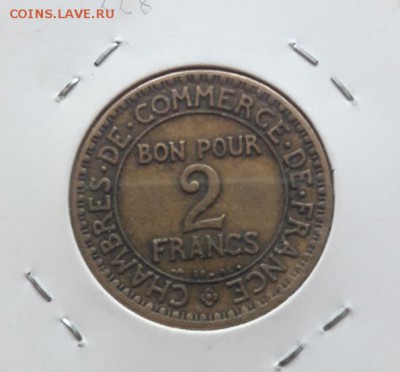 COINS.LAVE.RU
CHAMBRES·DE·COMMERCE·DE·FRANCE
BON POUR
2
FRANCS